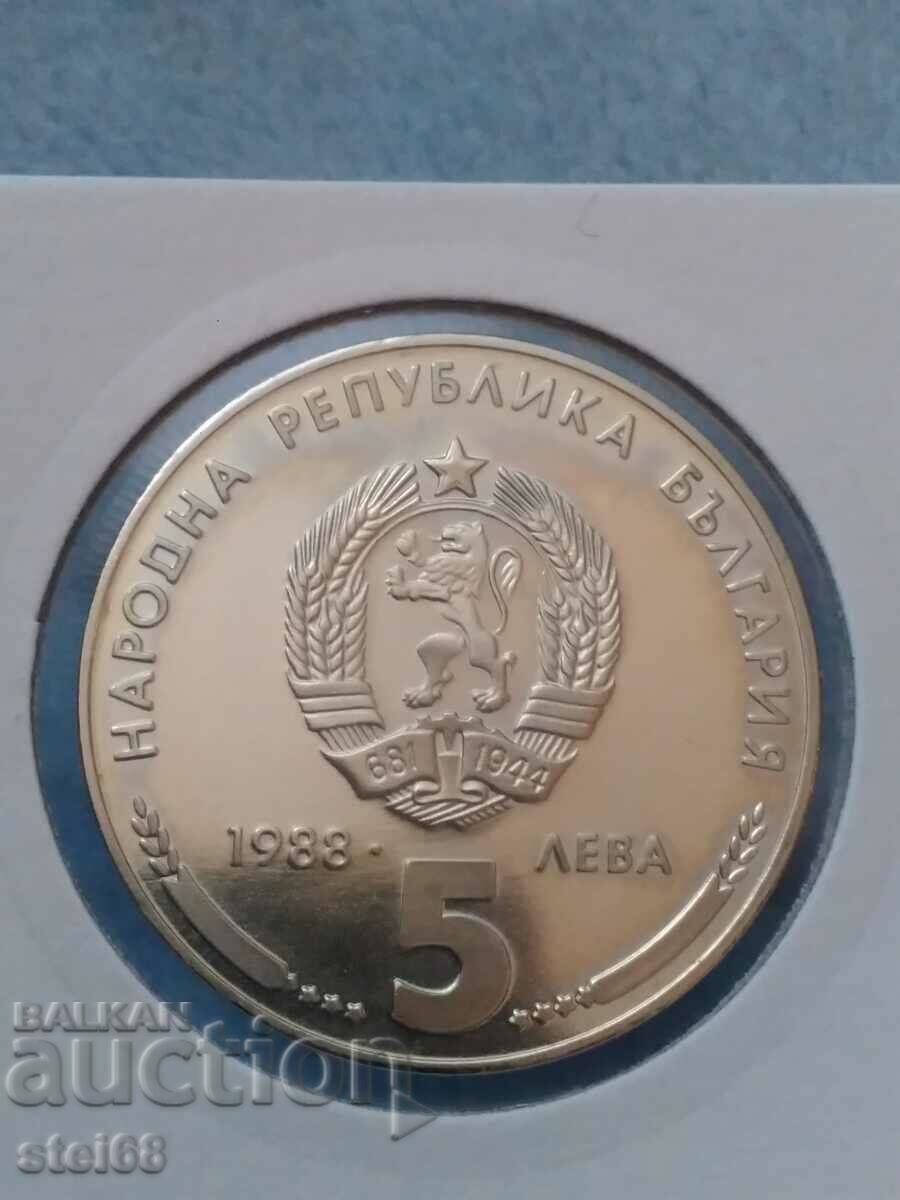 НАРОДНА РЕПУБЛИКА БЪЛГАРИЯ
681 1944
1988 · ЛЕВА
5
BALKAN
auction
stei68